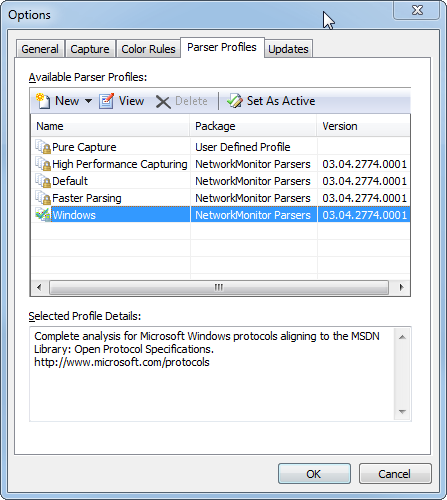 Options
General Capture Color Rules Parser Profiles Updates
Available Parser Profiles:
New View Delete Set As Active
Name Package Version
Pure Capture User Defined Profile
High Performance Capturing NetworkMonitor Parsers 03.04.2774.0001
Default NetworkMonitor Parsers 03.04.2774.0001
Faster Parsing NetworkMonitor Parsers 03.04.2774.0001
Windows NetworkMonitor Parsers 03.04.2774.0001
Selected Profile Details:
Complete analysis for Microsoft Windows protocols aligning to the MSDN
Library: Open Protocol Specifications.
http://www.microsoft.com/protocols
OK Cancel